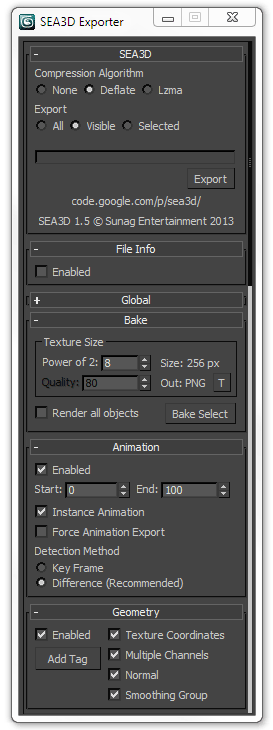 SEA3D Exporter
- SEA3D
Compression Algorithm
None Deflate Lzma
Export
All Visible Selected
Export
code.google.com/p/sea3d/
SEA3D 1.5 © Sunag Entertainment 2013
- File Info
Enabled
+ Global
- Bake
Texture Size
Power of 2: 8 Size: 256 px
Quality: 80 Out: PNG T
Render all objects Bake Select
- Animation
Enabled
Start: 0 End: 100
Instance Animation
Force Animation Export
Detection Method
Key Frame
Difference (Recommended)
- Geometry
Enabled Texture Coordinates
Add Tag Multiple Channels
Normal
Smoothing Group